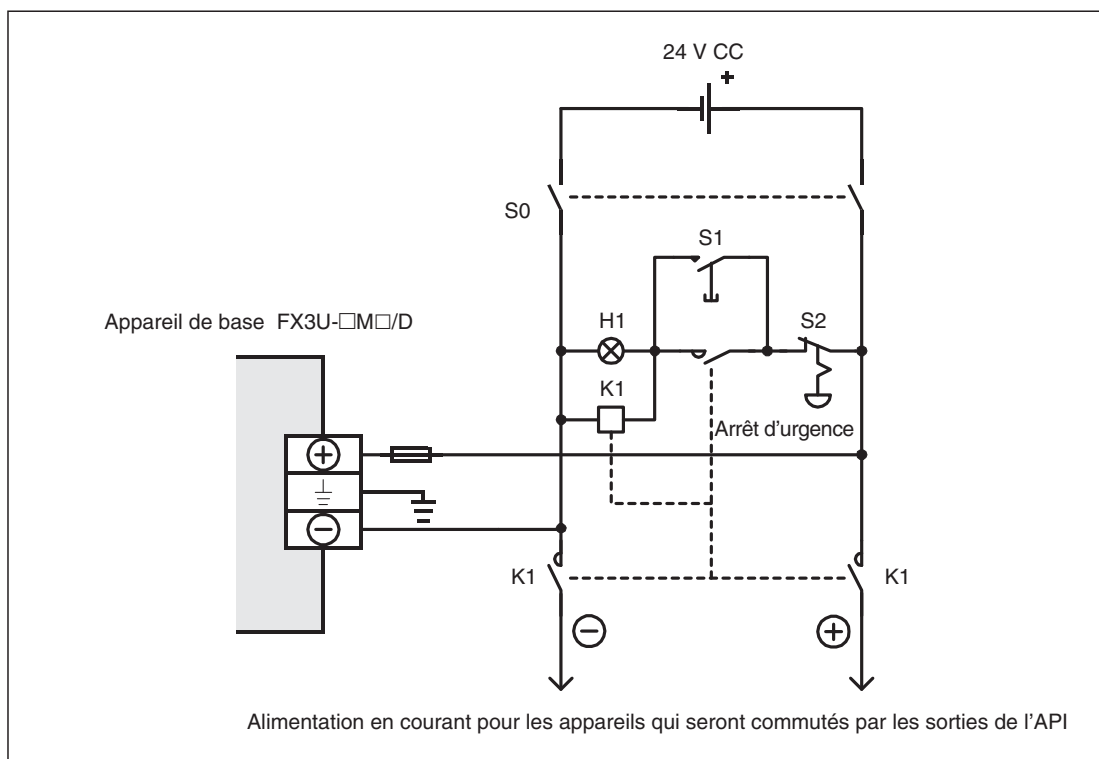 24 V CC
+
S0
S1
Appareil de base FX3U-□M□/D
H1
S2
K1
Arrêt d'urgence
+
−
K1
K1
−
+
Alimentation en courant pour les appareils qui seront commutés par les sorties de l'API